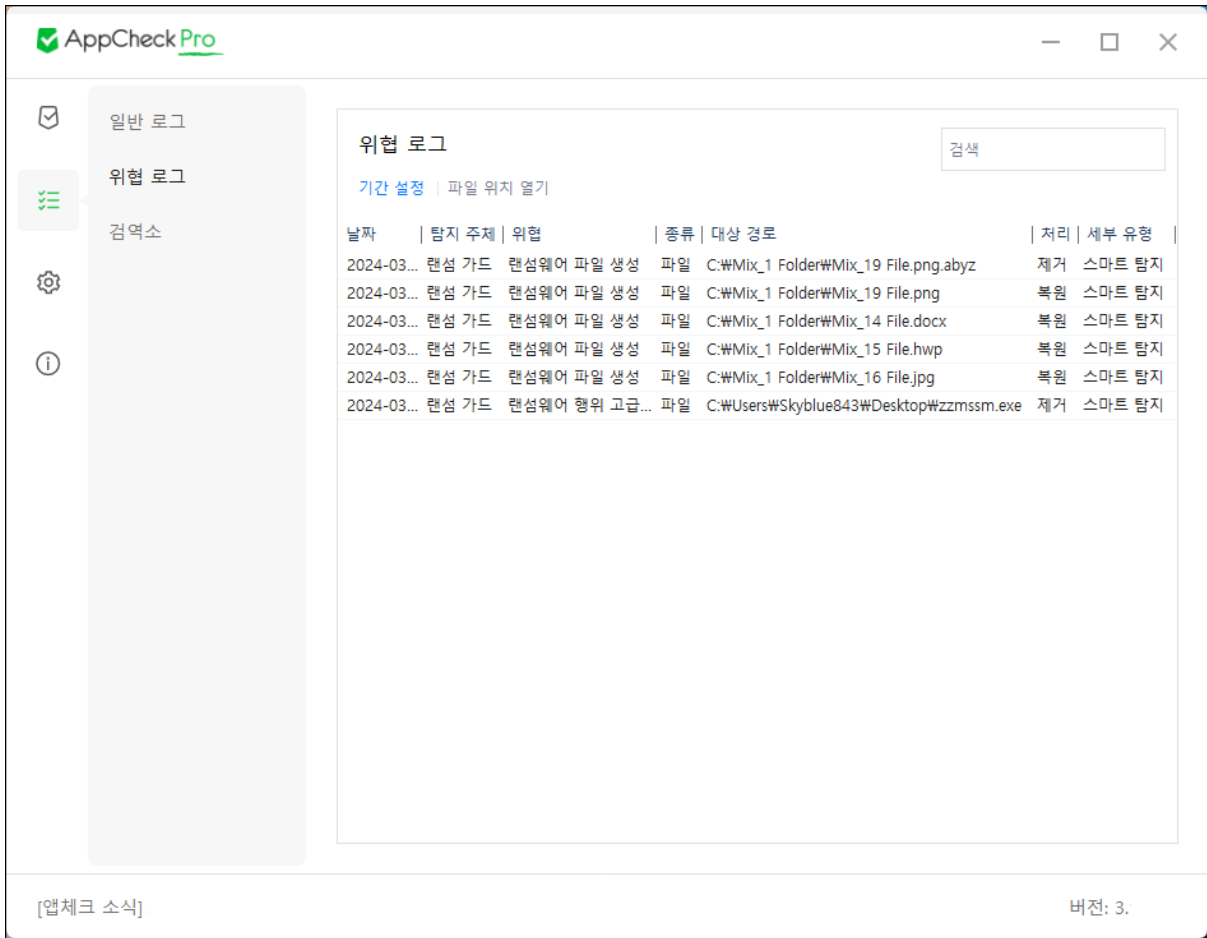 AppCheck Pro
일반 로그
위협 로그
검역소
위협 로그
검색
기간 설정 | 파일 위치 열기
날짜 | 탐지 주체 | 위협 | 종류 | 대상 경로 | 처리 | 세부 유형 |
2024-03... 랜섬 가드 랜섬웨어 파일 생성 파일 C:₩Mix_1 Folder₩Mix_19 File.png.abyz 제거 스마트 탐지
2024-03... 랜섬 가드 랜섬웨어 파일 생성 파일 C:₩Mix_1 Folder₩Mix_19 File.png 복원 스마트 탐지
2024-03... 랜섬 가드 랜섬웨어 파일 생성 파일 C:₩Mix_1 Folder₩Mix_14 File.docx 복원 스마트 탐지
2024-03... 랜섬 가드 랜섬웨어 파일 생성 파일 C:₩Mix_1 Folder₩Mix_15 File.hwp 복원 스마트 탐지
2024-03... 랜섬 가드 랜섬웨어 파일 생성 파일 C:₩Mix_1 Folder₩Mix_16 File.jpg 복원 스마트 탐지
2024-03... 랜섬 가드 랜섬웨어 행위 고급... 파일 C:₩Users₩Skyblue843₩Desktop₩zzmssm.exe 제거 스마트 탐지
[앱체크 소식]
버전: 3.